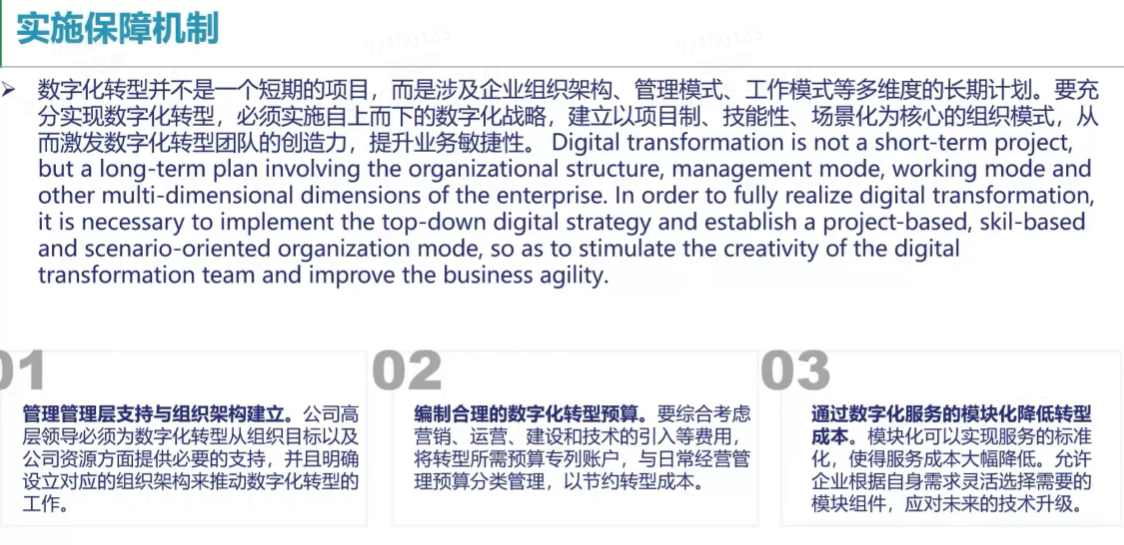 实施保障机制
92100123
92100123
➢ 数字化转型并不是一个短期的项目，而是涉及企业组织架构、管理模式、工作模式等多维度的长期计划。要充
分实现数字化转型，必须实施自上而下的数字化战略，建立以项目制、技能性、场景化为核心的组织模式，从
而激发数字化转型团队的创造力，提升业务敏捷性。 Digital transformation is not a short-term project,
but a long-term plan involving the organizational structure, management mode, working mode and
other multi-dimensional dimensions of the enterprise. In order to fully realize digital transformation,
it is necessary to implement the top-down digital strategy and establish a project-based, skil-based
and scenario-oriented organization mode, so as to stimulate the creativity of the digital
transformation team and improve the business agility.
01
管理管理层支持与组织架构建立。公司高
层领导必须为数字化转型从组织目标以及
公司资源方面提供必要的支持，并且明确
设立对应的组织架构来推动数字化转型的
工作。
02
编制合理的数字化转型预算。要综合考虑
营销、运营、建设和技术的引入等费用，
将转型所需预算专列账户，与日常经营管
理预算分类管理，以节约转型成本。
03
通过数字化服务的模块化降低转型
成本。模块化可以实现服务的标准
化，使得服务成本大幅降低。允许
企业根据自身需求灵活选择需要的
模块组件，应对未来的技术升级。